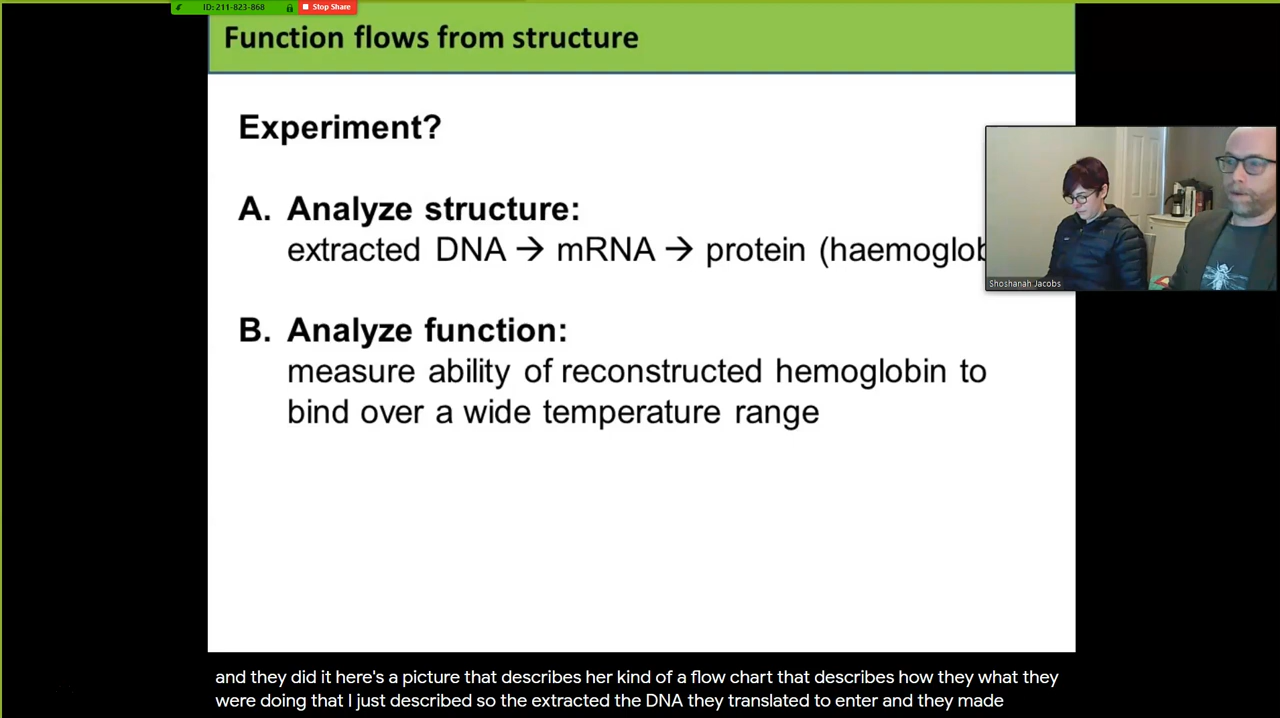 ID: 211-823-868
Stop Share
Function flows from structure
Experiment?
A. Analyze structure:
extracted DNA → mRNA → protein (haemoglob
Shoshanah Jacobs
B. Analyze function:
measure ability of reconstructed hemoglobin to
bind over a wide temperature range
and they did it here's a picture that describes her kind of a flow chart that describes how they what they
were doing that I just described so the extracted the DNA they translated to enter and they made